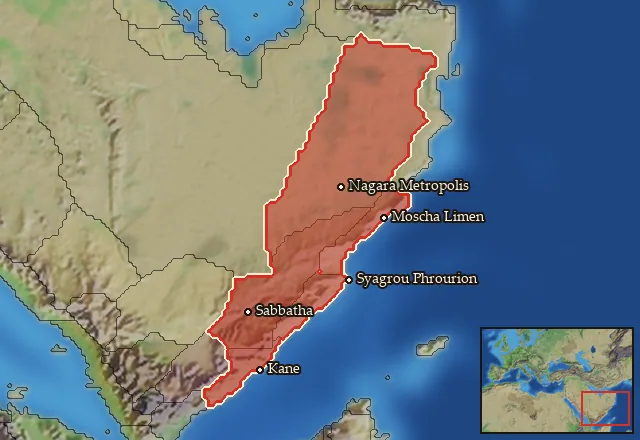 Nagara Metropolis
Moscha Limen
Syagrou Phrourion
Sabbatha
Kane